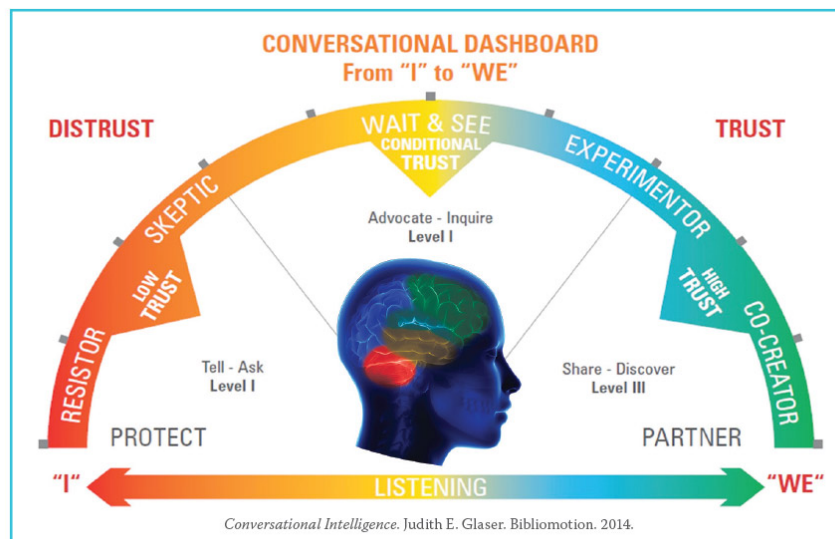 CONVERSATIONAL DASHBOARD
From “I” to “WE”
DISTRUST
TRUST
WAIT & SEE
CONDITIONAL
TRUST
SKEPTIC
EXPERIMENTOR
Advocate - Inquire
Level I
LOW
TRUST
HIGH
TRUST
RESISTOR
CO-CREATOR
Tell - Ask
Level I
Share - Discover
Level III
PROTECT
PARTNER
“I”
LISTENING
“WE“
Conversational Intelligence. Judith E. Glaser. Bibliomotion. 2014.